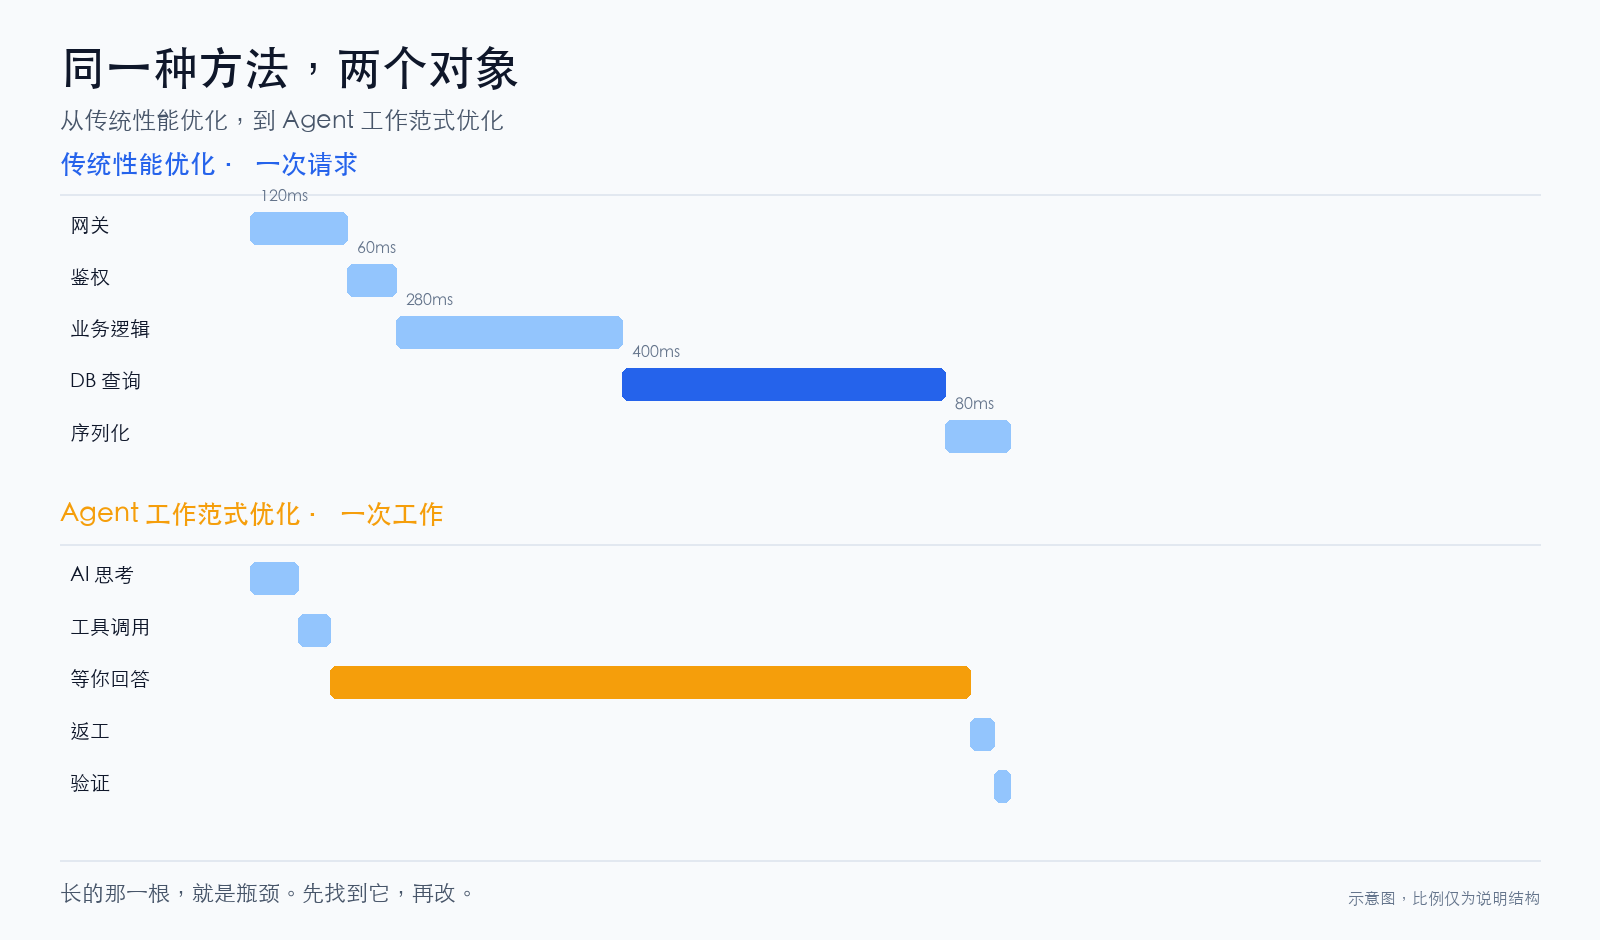 同一种方法，两个对象
从传统性能优化，到 Agent 工作范式优化
传统性能优化 · 一次请求
120ms
网关
60ms
鉴权
280ms
业务逻辑
400ms
DB 查询
80ms
序列化
Agent 工作范式优化 · 一次工作
AI 思考
工具调用
等你回答
返工
验证
长的那一根，就是瓶颈。先找到它，再改。
示意图，比例仅为说明结构